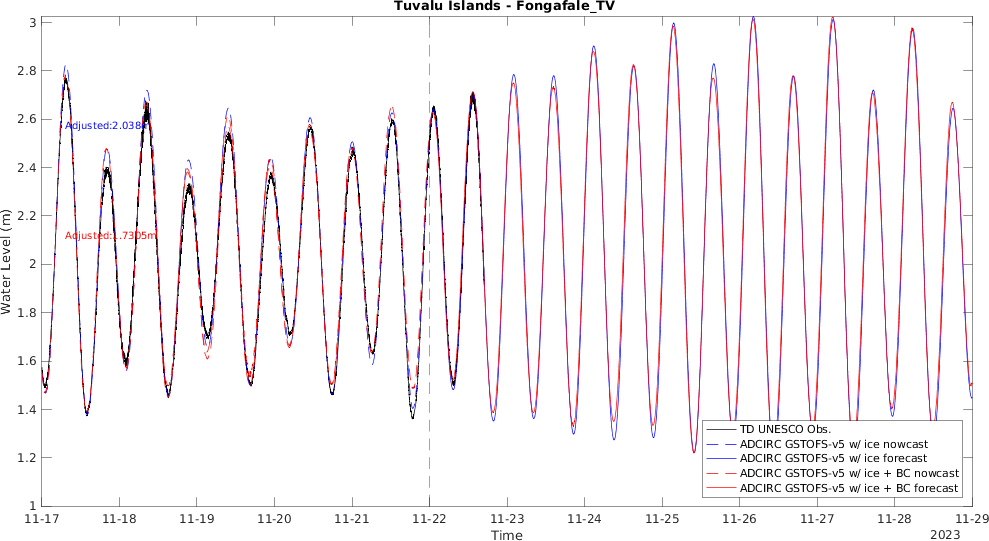 Tuvalu Islands - Fongafale_TV
3
2.8
2.6
2.4
2.2
2
1.8
1.6
1.4
1.2
1
Water Level (m)
Adjusted:2.038m
Adjusted:1.7305m
TD UNESCO Obs.
ADCIRC GSTOFS-v5 w/ ice nowcast
ADCIRC GSTOFS-v5 w/ ice forecast
ADCIRC GSTOFS-v5 w/ ice + BC nowcast
ADCIRC GSTOFS-v5 w/ ice + BC forecast
11-17 11-18 11-19 11-20 11-21 11-22 11-23 11-24 11-25 11-26 11-27 11-28 11-29
Time
2023